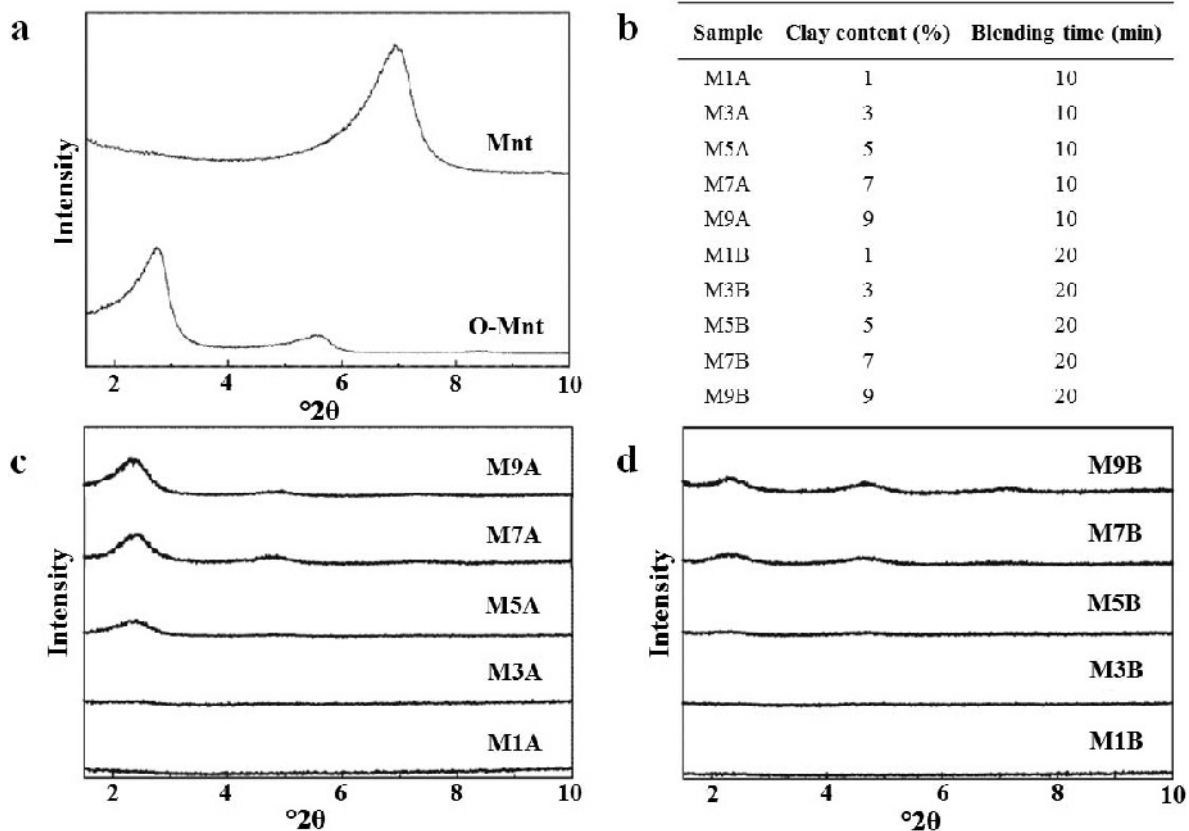 a
Intensity
Mnt
O-Mnt
2 4 6 8 10
°2θ
b
Sample Clay content (%) Blending time (min)
M1A 1 10
M3A 3 10
M5A 5 10
M7A 7 10
M9A 9 10
M1B 1 20
M3B 3 20
M5B 5 20
M7B 7 20
M9B 9 20
c
Intensity
M9A
M7A
M5A
M3A
M1A
2 4 6 8 10
°2θ
d
Intensity
M9B
M7B
M5B
M3B
M1B
2 4 6 8 10
°2θ